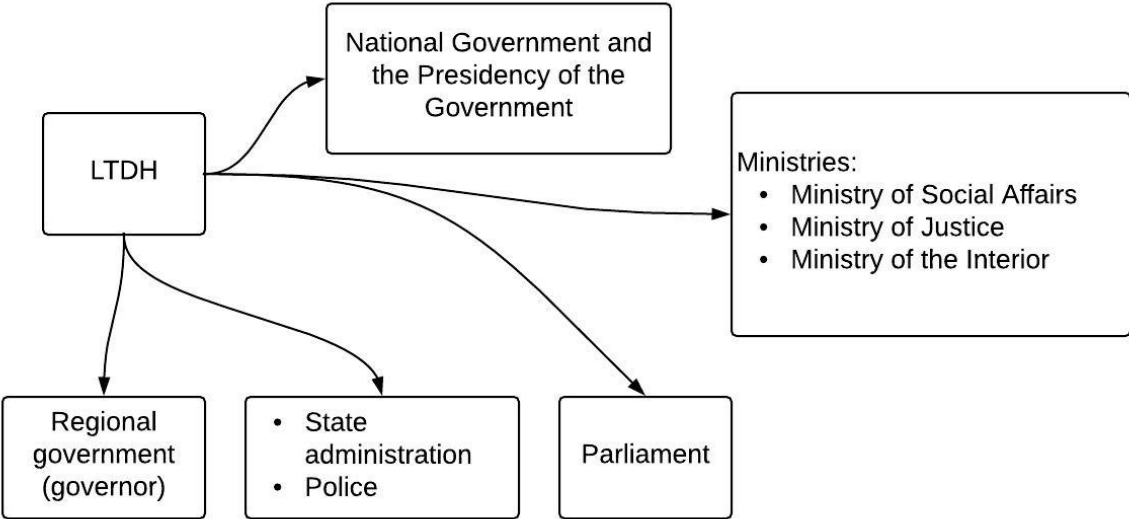 National Government and
the Presidency of the
Government
LTDH
Ministries:
• Ministry of Social Affairs
• Ministry of Justice
• Ministry of the Interior
Regional
government
(governor)
• State
administration
• Police
Parliament